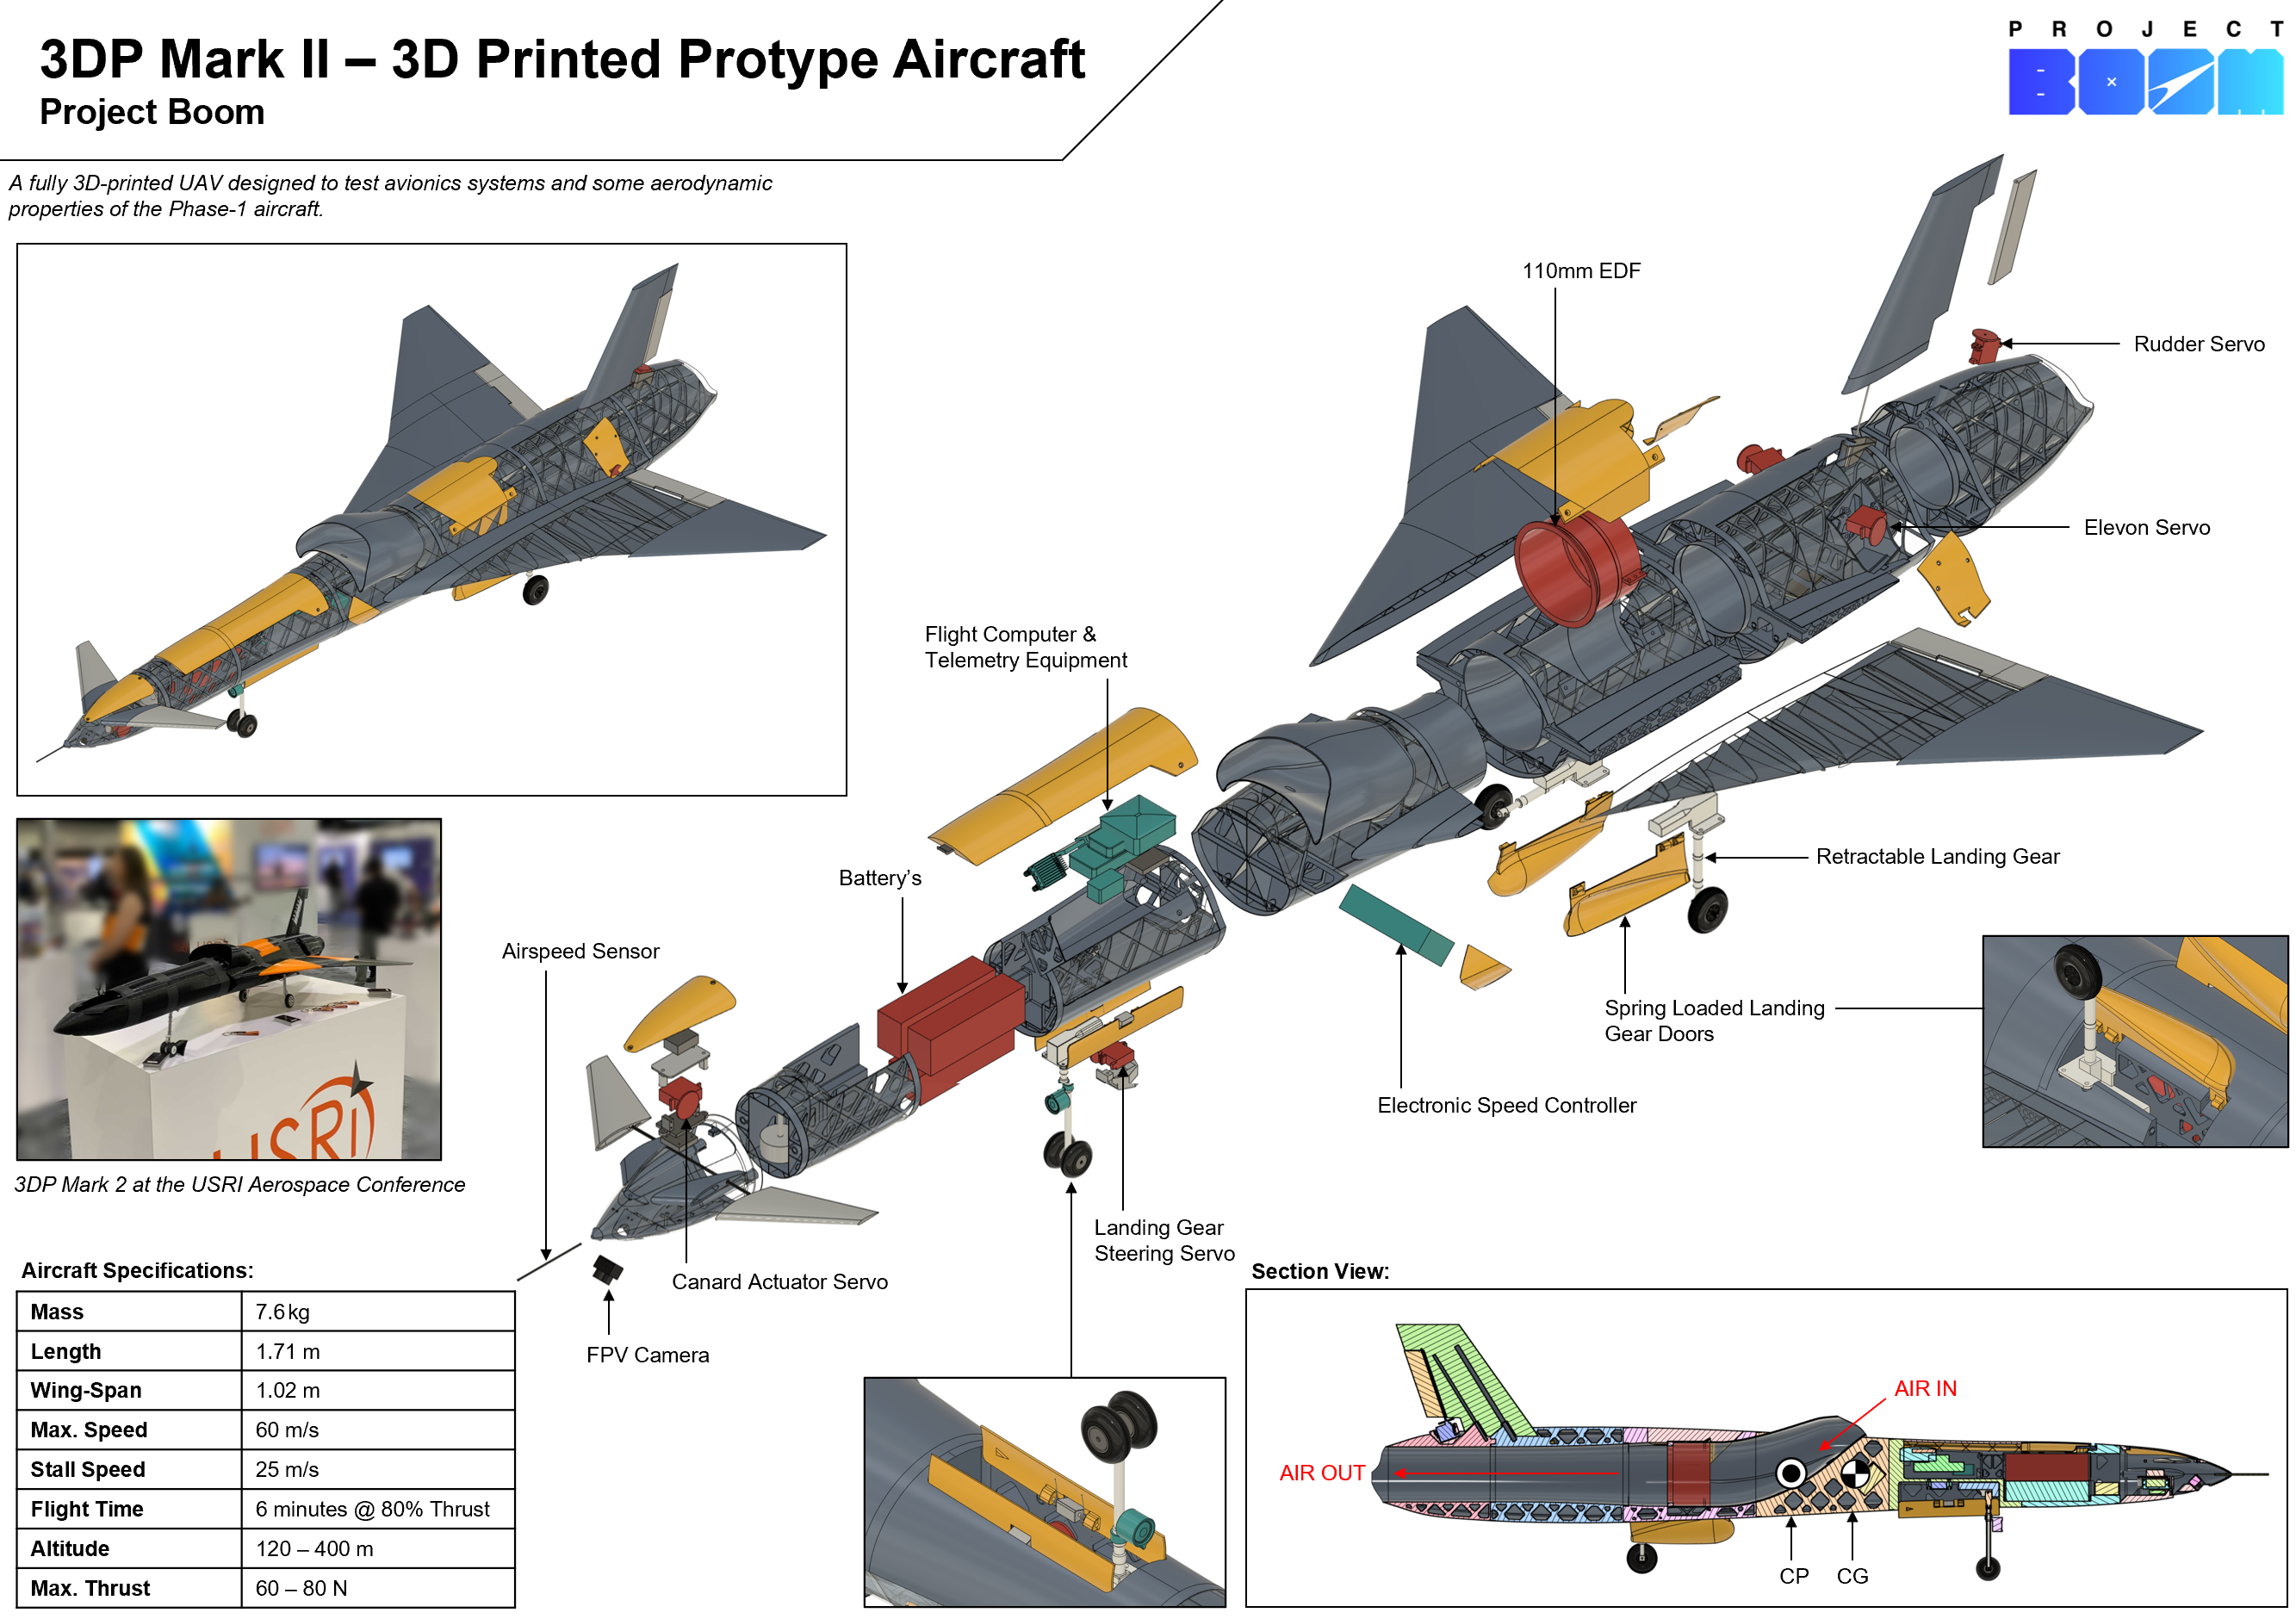 3DP Mark II – 3D Printed Protype Aircraft
Project Boom
PROJECT
BOOM
A fully 3D-printed UAV designed to test avionics systems and some aerodynamic
properties of the Phase-1 aircraft.
110mm EDF
Rudder Servo
Elevon Servo
Flight Computer &
Telemetry Equipment
Retractable Landing Gear
Battery's
Airspeed Sensor
Spring Loaded Landing
Gear Doors
Electronic Speed Controller
USRI
3DP Mark 2 at the USRI Aerospace Conference
Landing Gear
Steering Servo
Canard Actuator Servo
FPV Camera
Aircraft Specifications:
Mass 7.6 kg
Length 1.71 m
Wing-Span 1.02 m
Max. Speed 60 m/s
Stall Speed 25 m/s
Flight Time 6 minutes @ 80% Thrust
Altitude 120 – 400 m
Max. Thrust 60 – 80 N
Section View:
AIR IN
AIR OUT
CP
CG